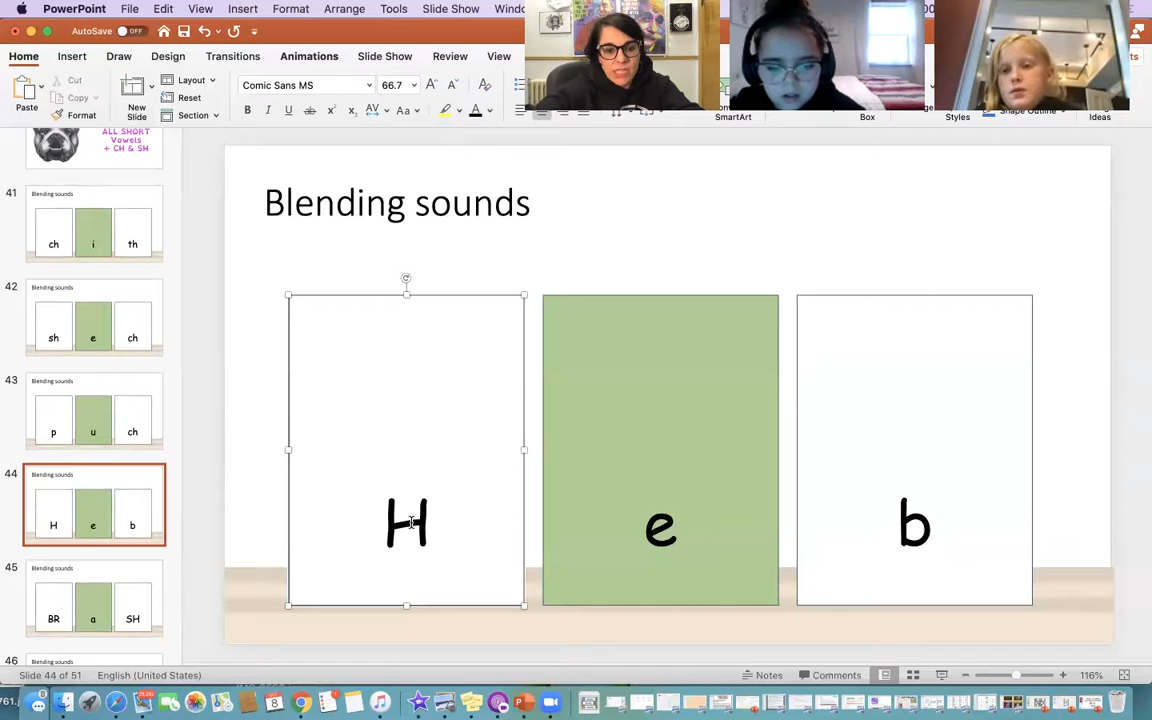 PowerPoint File Edit View Insert Format Arrange Tools Slide Show
AutoSave OFF
Home Insert Draw Design Transitions Animations Slide Show Review View
Paste
Cut
Copy
Format
New
Slide
Layout
Reset
Section
Comic Sans MS 66.7
SmartArt
Box
Shape Outline
Styles
ALL SHORT
Vowels
+ CH & SH
41
Blending sounds
ch i th
42
Blending sounds
sh e ch
43
Blending sounds
p u ch
44
Blending sounds
H e b
45
Blending sounds
BR a SH
46
Blending sounds
Blending sounds
H e b
Slide 44 of 51 English (United States) Notes Comments 116%